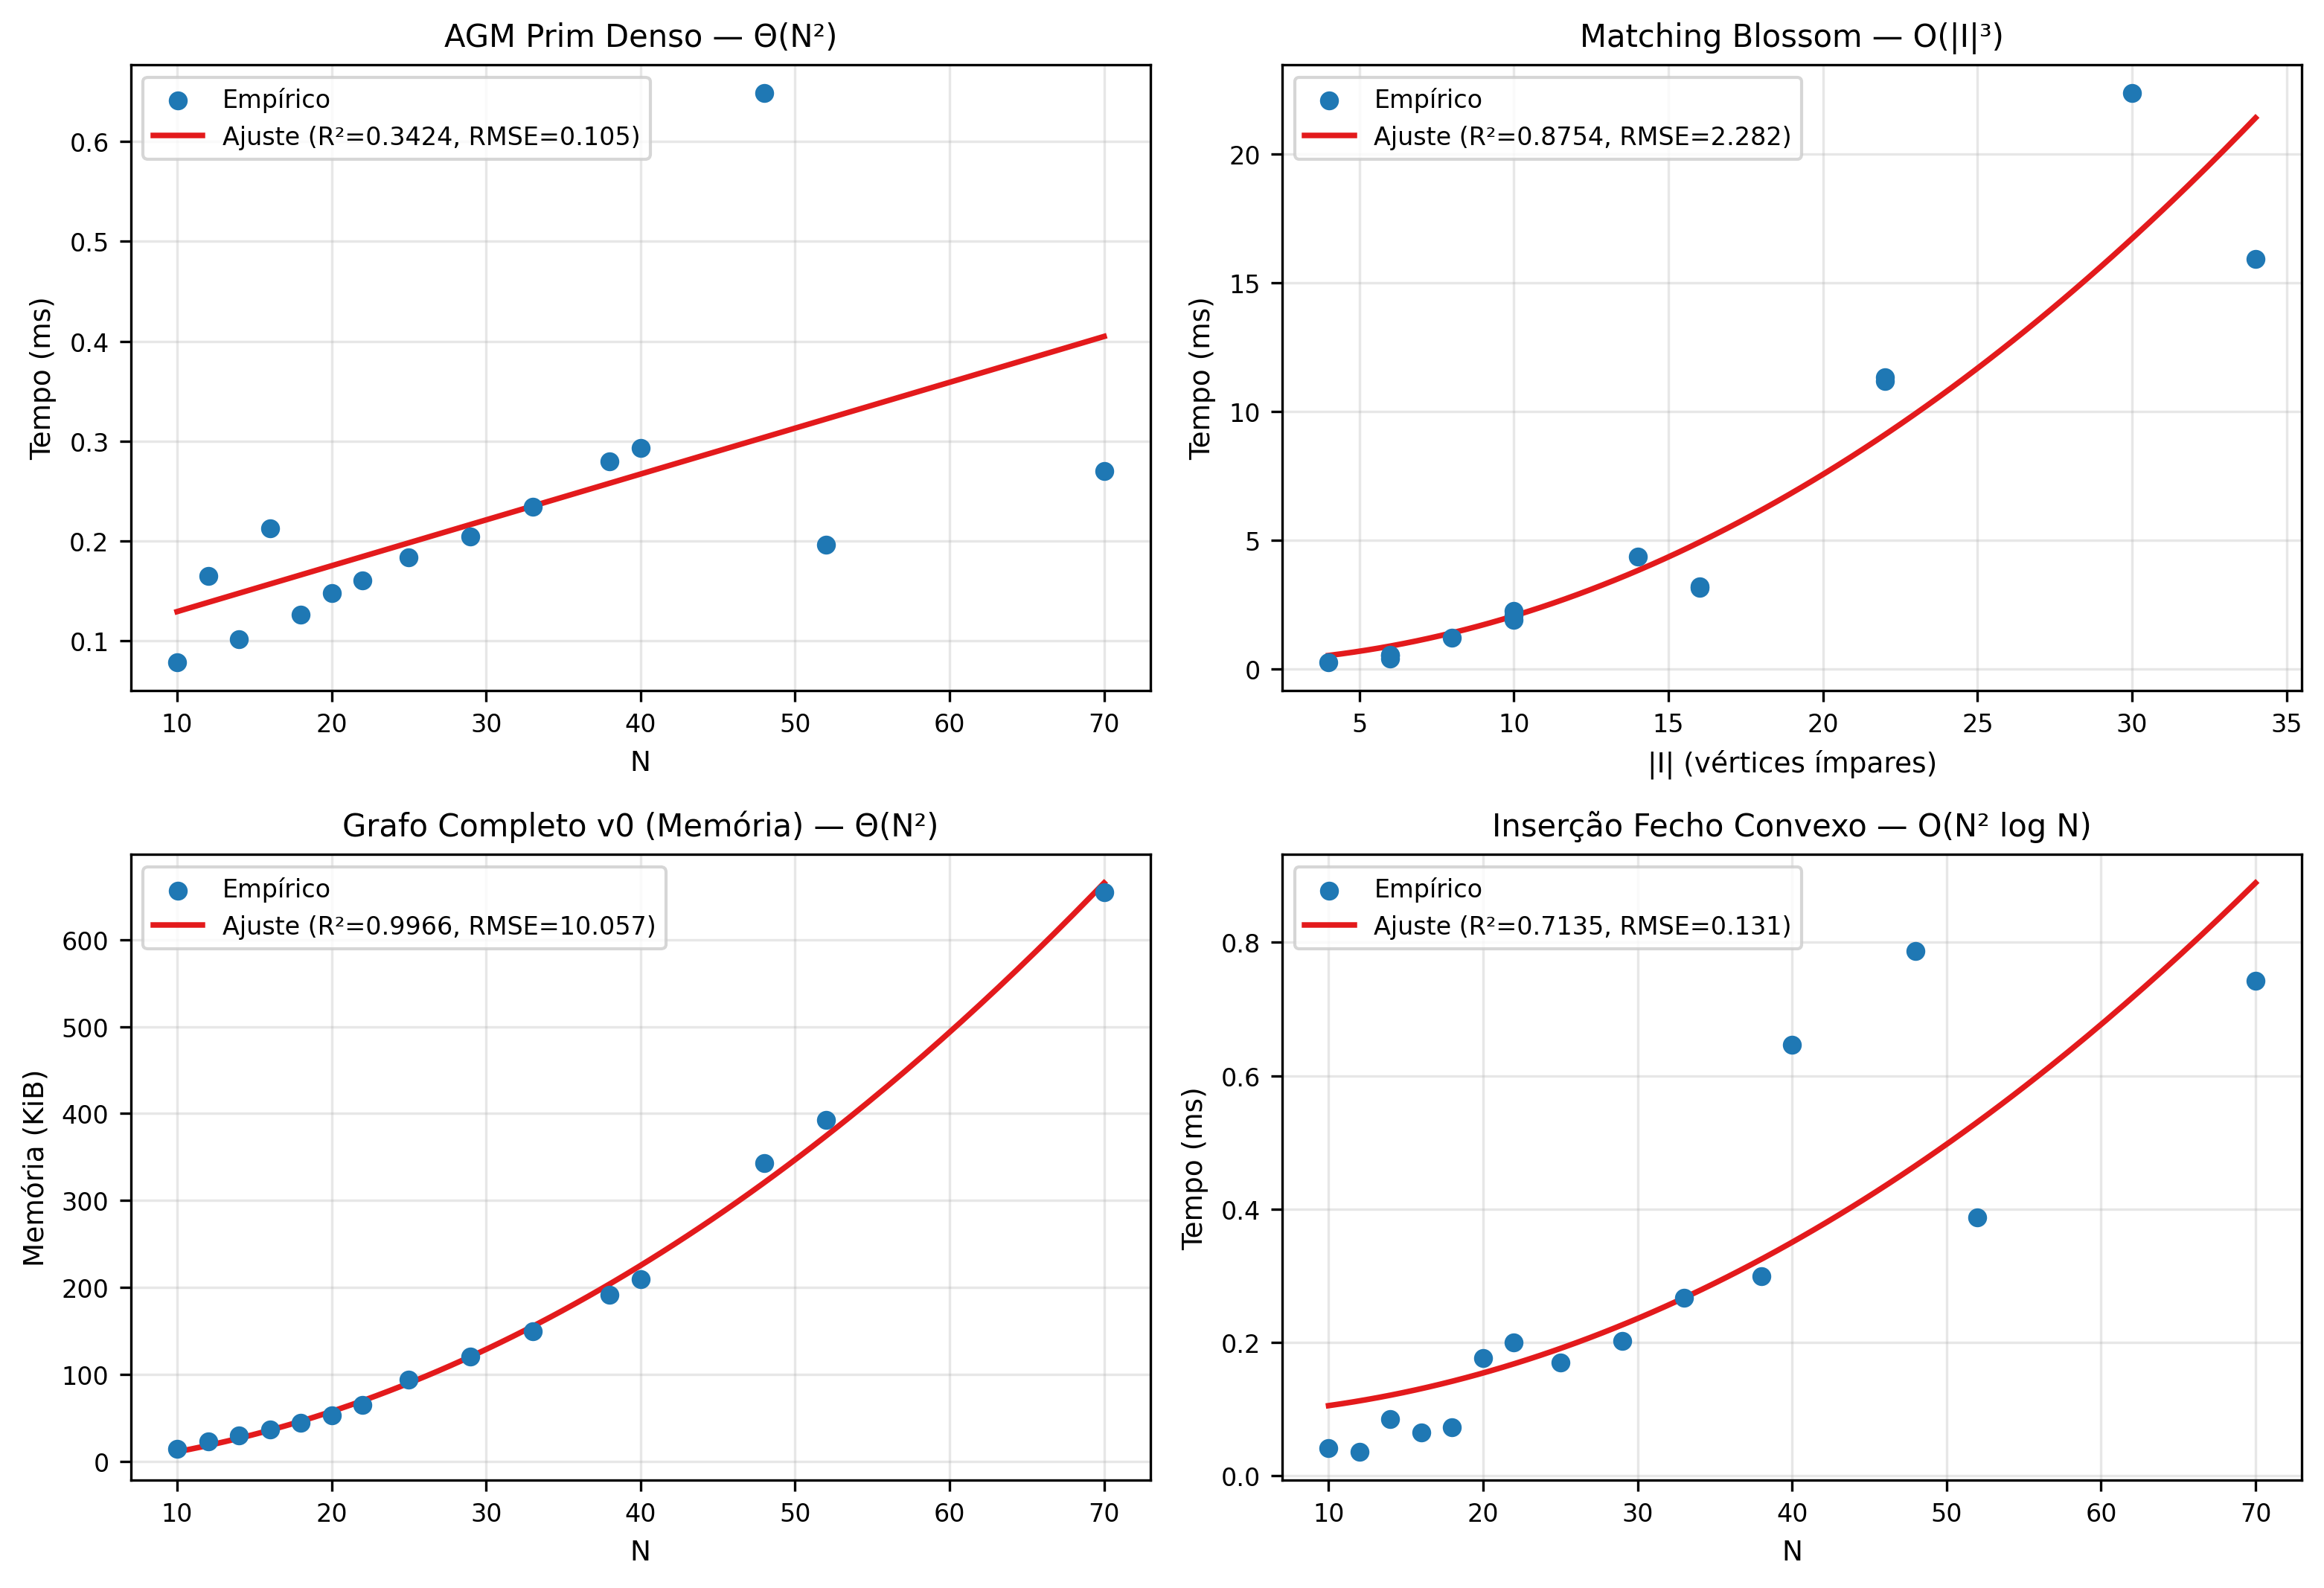 AGM Prim Denso — Θ(N²)
Empírico
Ajuste (R²=0.3424, RMSE=0.105)
Tempo (ms)
0.6
0.5
0.4
0.3
0.2
0.1
10 20 30 40 50 60 70
N
Matching Blossom — O(|I|³)
Empírico
Ajuste (R²=0.8754, RMSE=2.282)
Tempo (ms)
20
15
10
5
0
5 10 15 20 25 30 35
|I| (vértices ímpares)
Grafo Completo v0 (Memória) — Θ(N²)
Empírico
Ajuste (R²=0.9966, RMSE=10.057)
Memória (KiB)
600
500
400
300
200
100
0
10 20 30 40 50 60 70
N
Inserção Fecho Convexo — O(N² log N)
Empírico
Ajuste (R²=0.7135, RMSE=0.131)
Tempo (ms)
0.8
0.6
0.4
0.2
0.0
10 20 30 40 50 60 70
N